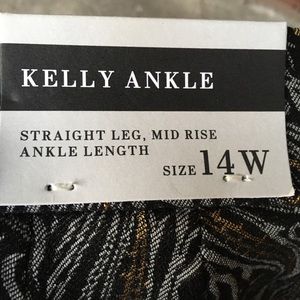 KELLY ANKLE
STRAIGHT LEG, MID RISE
ANKLE LENGTH
SIZE 14W